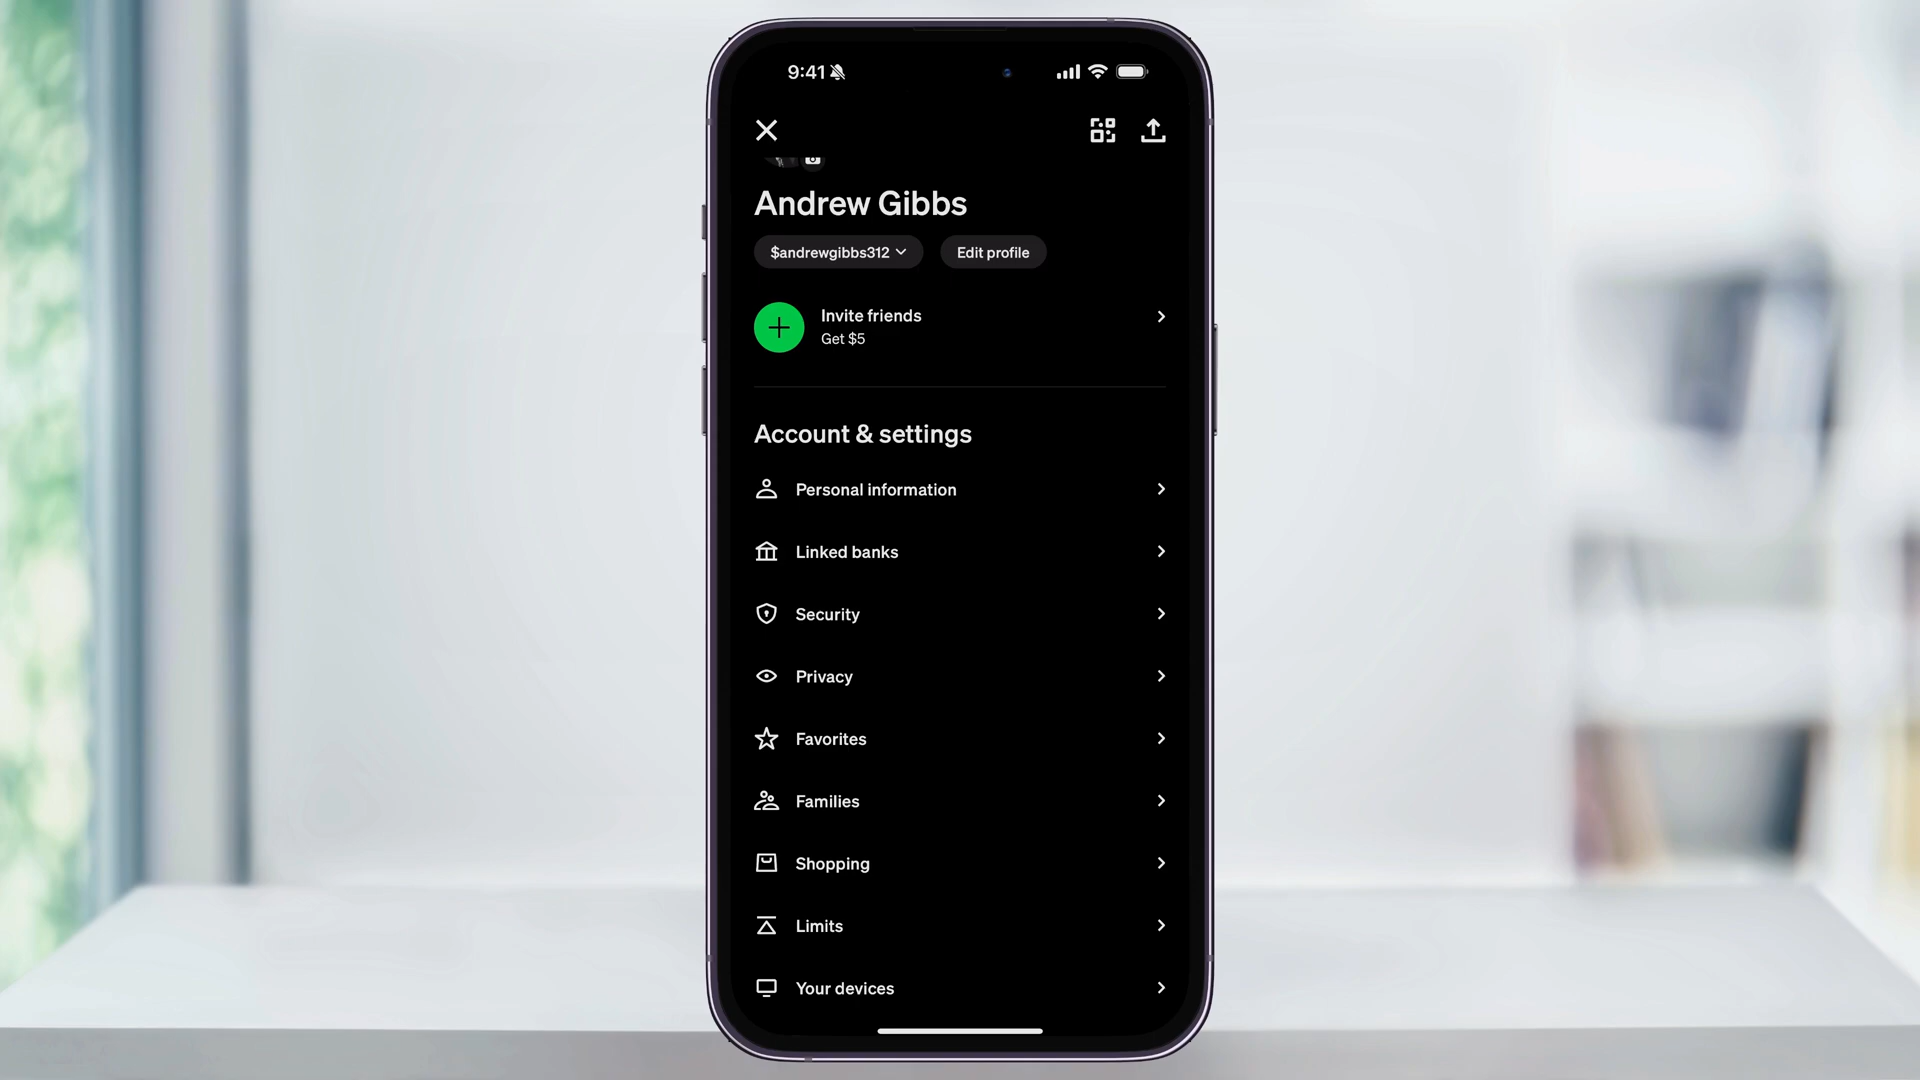 9:41
Andrew Gibbs
$andrewgibbs312
Edit profile
Invite friends
Get $5
Account & settings
Personal information
Linked banks
Security
Privacy
Favorites
Families
Shopping
Limits
Your devices